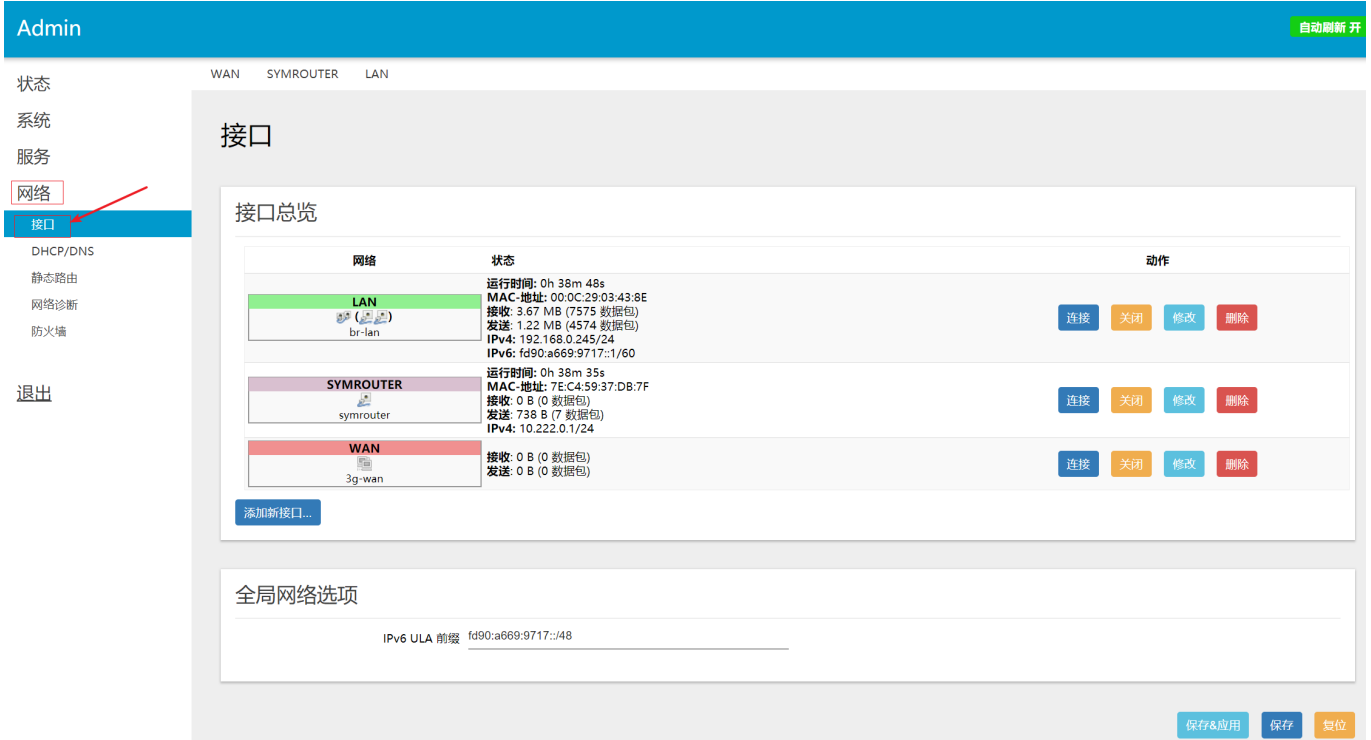 Admin
自动刷新 开
状态
系统
服务
网络
接口
DHCP/DNS
静态路由
网络诊断
防火墙
退出
WAN SYMROUTER LAN
接口
接口总览
网络 状态 动作
LAN
br-lan
运行时间: 0h 38m 48s
MAC-地址: 00:0C:29:03:43:8E
接收: 3.67 MB (7575 数据包)
发送: 1.22 MB (4574 数据包)
IPv4: 192.168.0.245/24
IPv6: fd90:a669:9717::1/60
连接 关闭 修改 删除
SYMROUTER
symrouter
运行时间: 0h 38m 35s
MAC-地址: 7E:C4:59:37:DB:7F
接收: 0 B (0 数据包)
发送: 738 B (7 数据包)
IPv4: 10.222.0.1/24
连接 关闭 修改 删除
WAN
3g-wan
接收: 0 B (0 数据包)
发送: 0 B (0 数据包)
连接 关闭 修改 删除
添加新接口...
全局网络选项
IPv6 ULA 前缀 fd90:a669:9717::/48
保存&应用 保存 复位